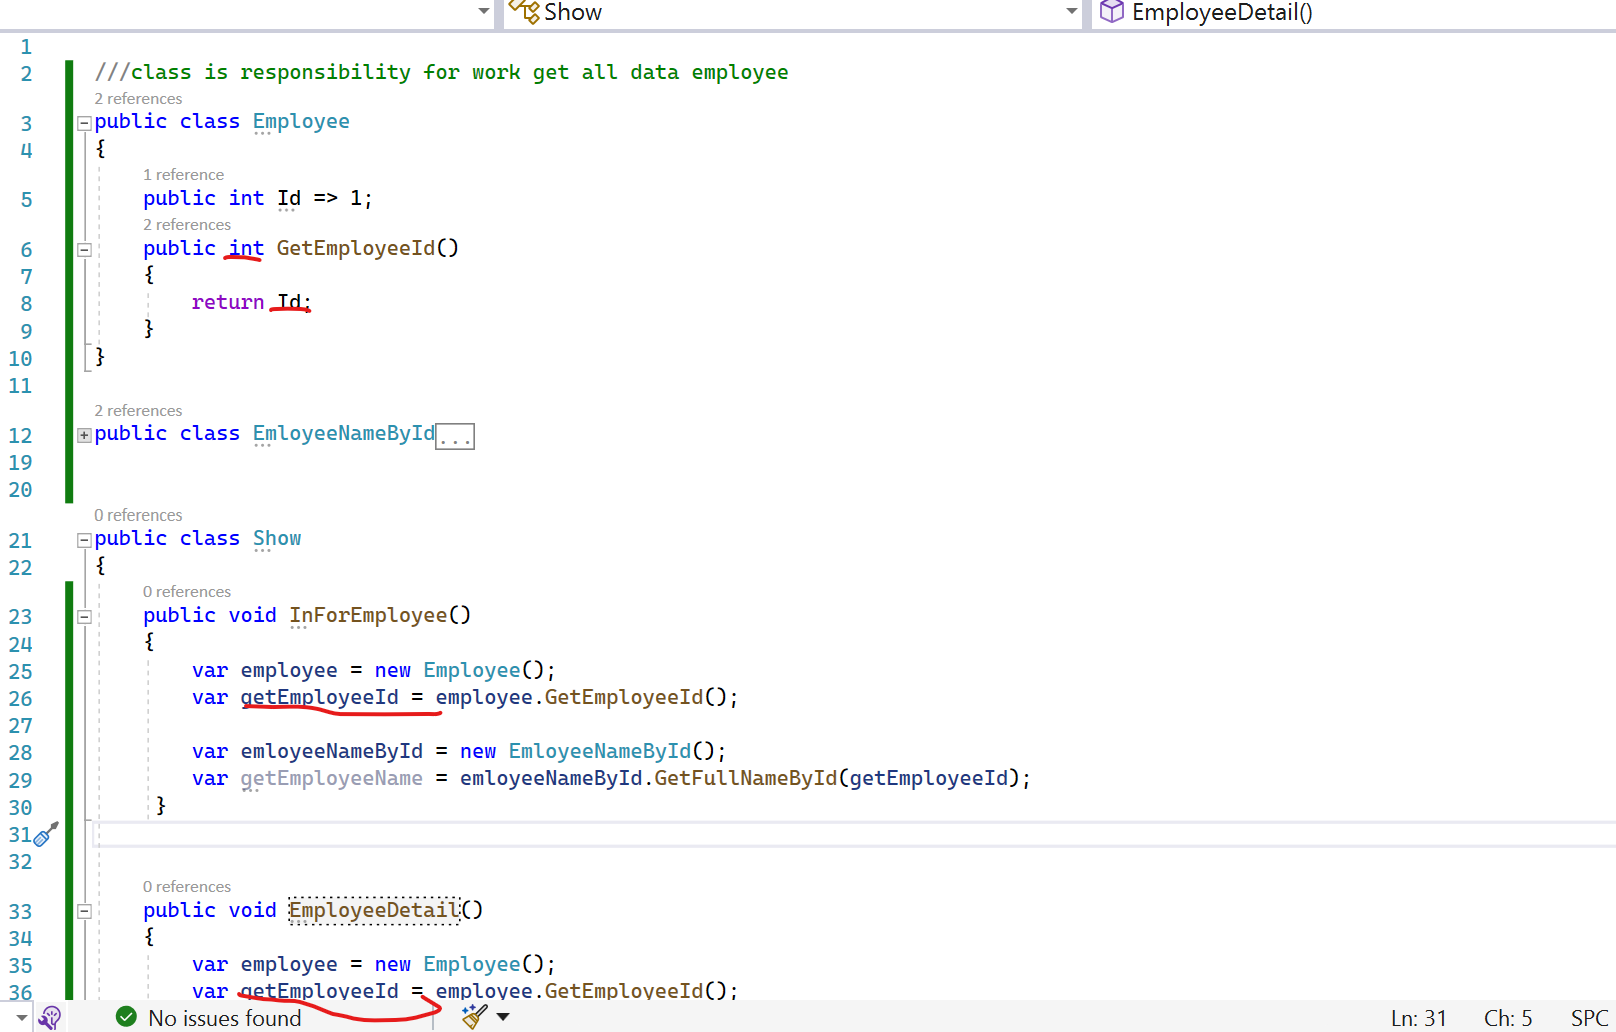 Show EmployeeDetail()
1
2 ///class is responsibility for work get all data employee
2 references
3 public class Employee
4 {
1 reference
5 public int Id => 1;
2 references
6 public int GetEmployeeId()
7 {
8 return Id;
9 }
10 }
11
2 references
12 public class EmloyeeNameById...
19
20
0 references
21 public class Show
22 {
0 references
23 public void InForEmployee()
24 {
25 var employee = new Employee();
26 var getEmployeeId = employee.GetEmployeeId();
27
28 var emloyeeNameById = new EmloyeeNameById();
29 var getEmployeeName = emloyeeNameById.GetFullNameById(getEmployeeId);
30 }
31
32
0 references
33 public void EmployeeDetail()
34 {
35 var employee = new Employee();
36 var getEmployeeId = employee.GetEmployeeId();
No issues found Ln: 31 Ch: 5 SPC